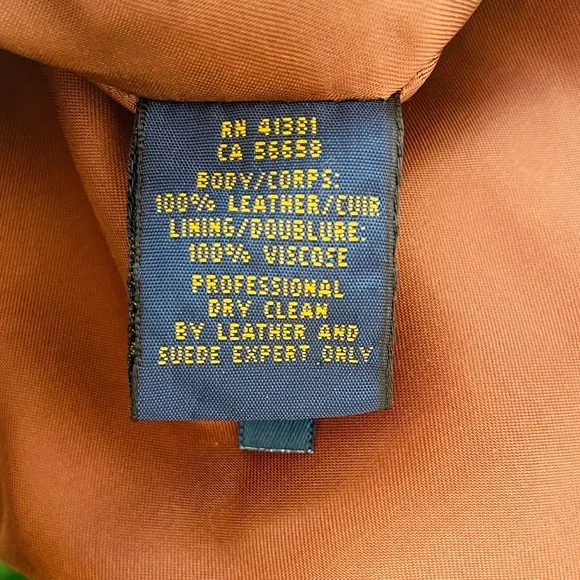 RN 41381
CA 56658
BODY/CORPS:
100% LEATHER/CUIR
LINING/DOUBLURE:
100% VISCOSE
PROFESSIONAL
DRY CLEAN
BY LEATHER AND
SUEDE EXPERT ONLY